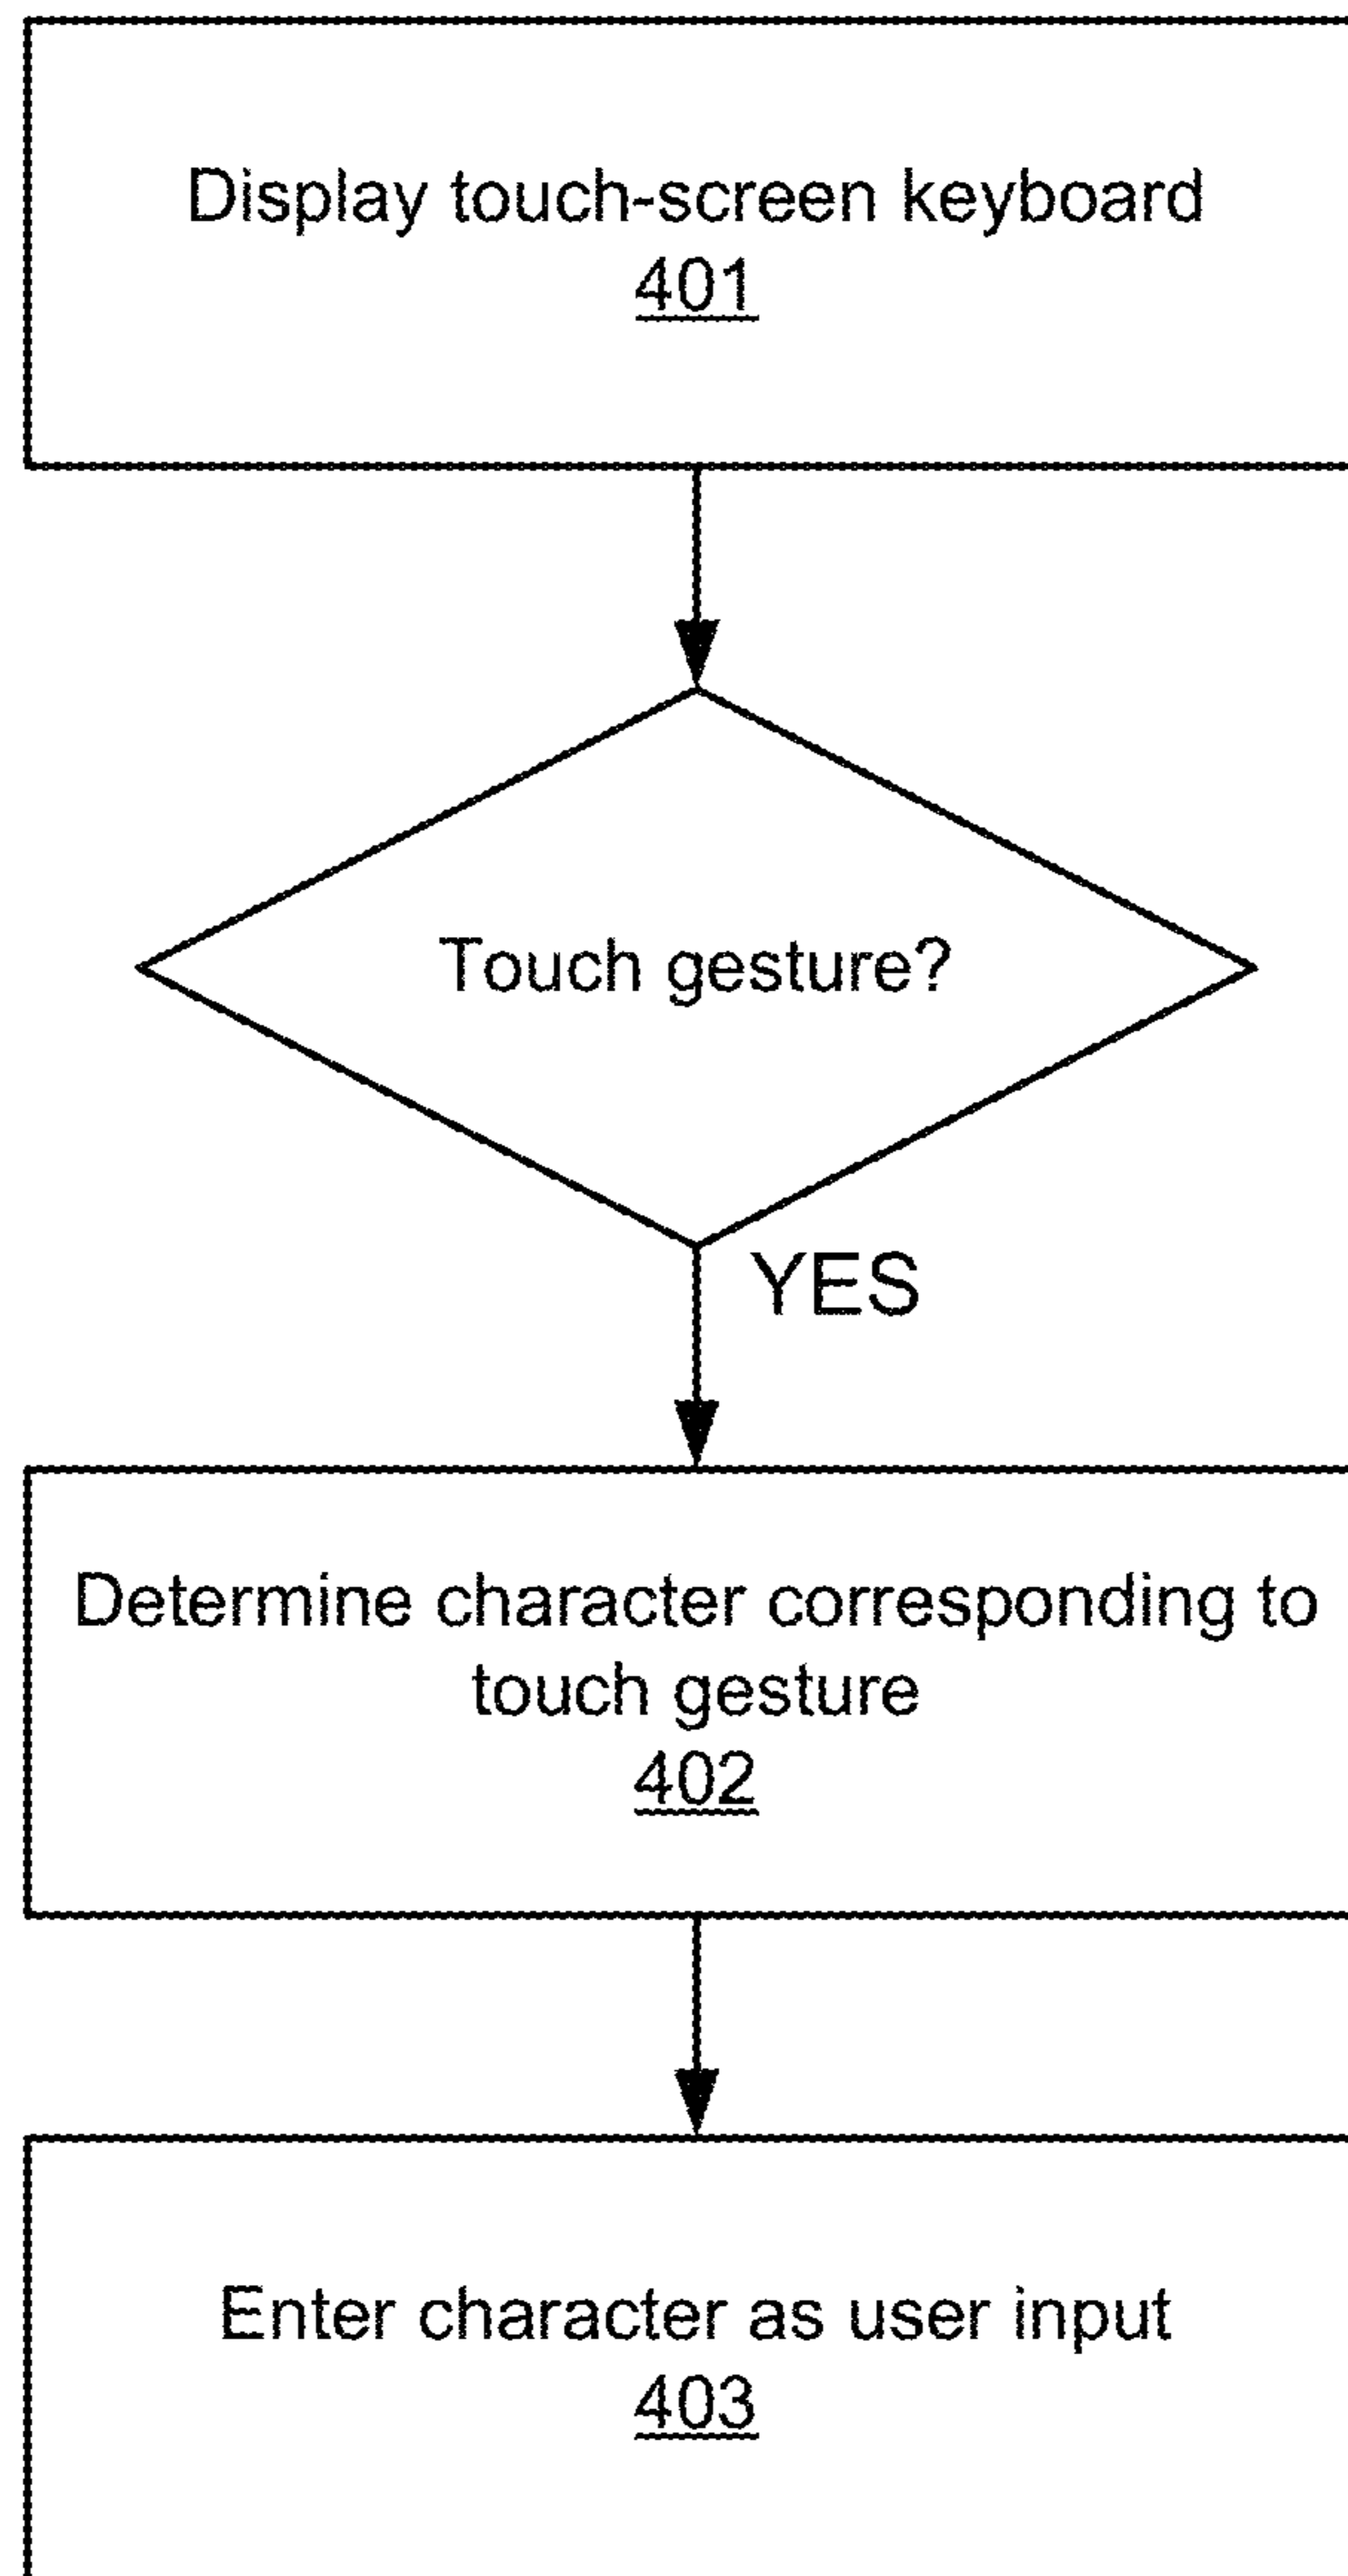 Display touch-screen keyboard
401
Touch gesture?
YES
Determine character corresponding to
touch gesture
402
Enter character as user input
403